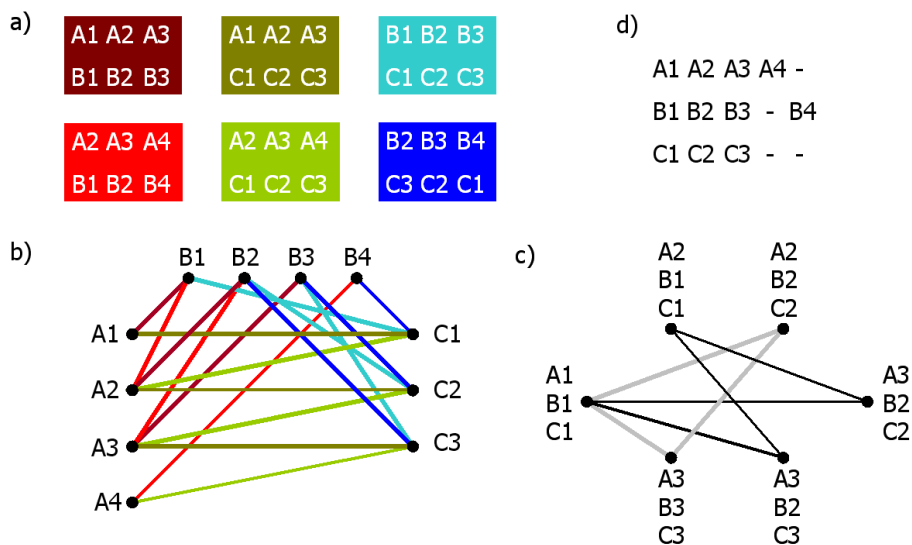 a)
A1 A2 A3
B1 B2 B3
A1 A2 A3
C1 C2 C3
B1 B2 B3
C1 C2 C3
A2 A3 A4
B1 B2 B4
A2 A3 A4
C1 C2 C3
B2 B3 B4
C3 C2 C1
d)
A1 A2 A3 A4 -
B1 B2 B3 - B4
C1 C2 C3 - -
b)
B1 B2 B3 B4
A1
A2
A3
A4
C1
C2
C3
c)
A2
B1
C1
A2
B2
C2
A1
B1
C1
A3
B2
C2
A3
B3
C3
A3
B2
C3